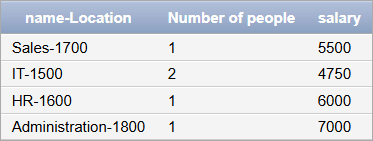 name-Location Number of people salary
Sales-1700 1 5500
IT-1500 2 4750
HR-1600 1 6000
Administration-1800 1 7000